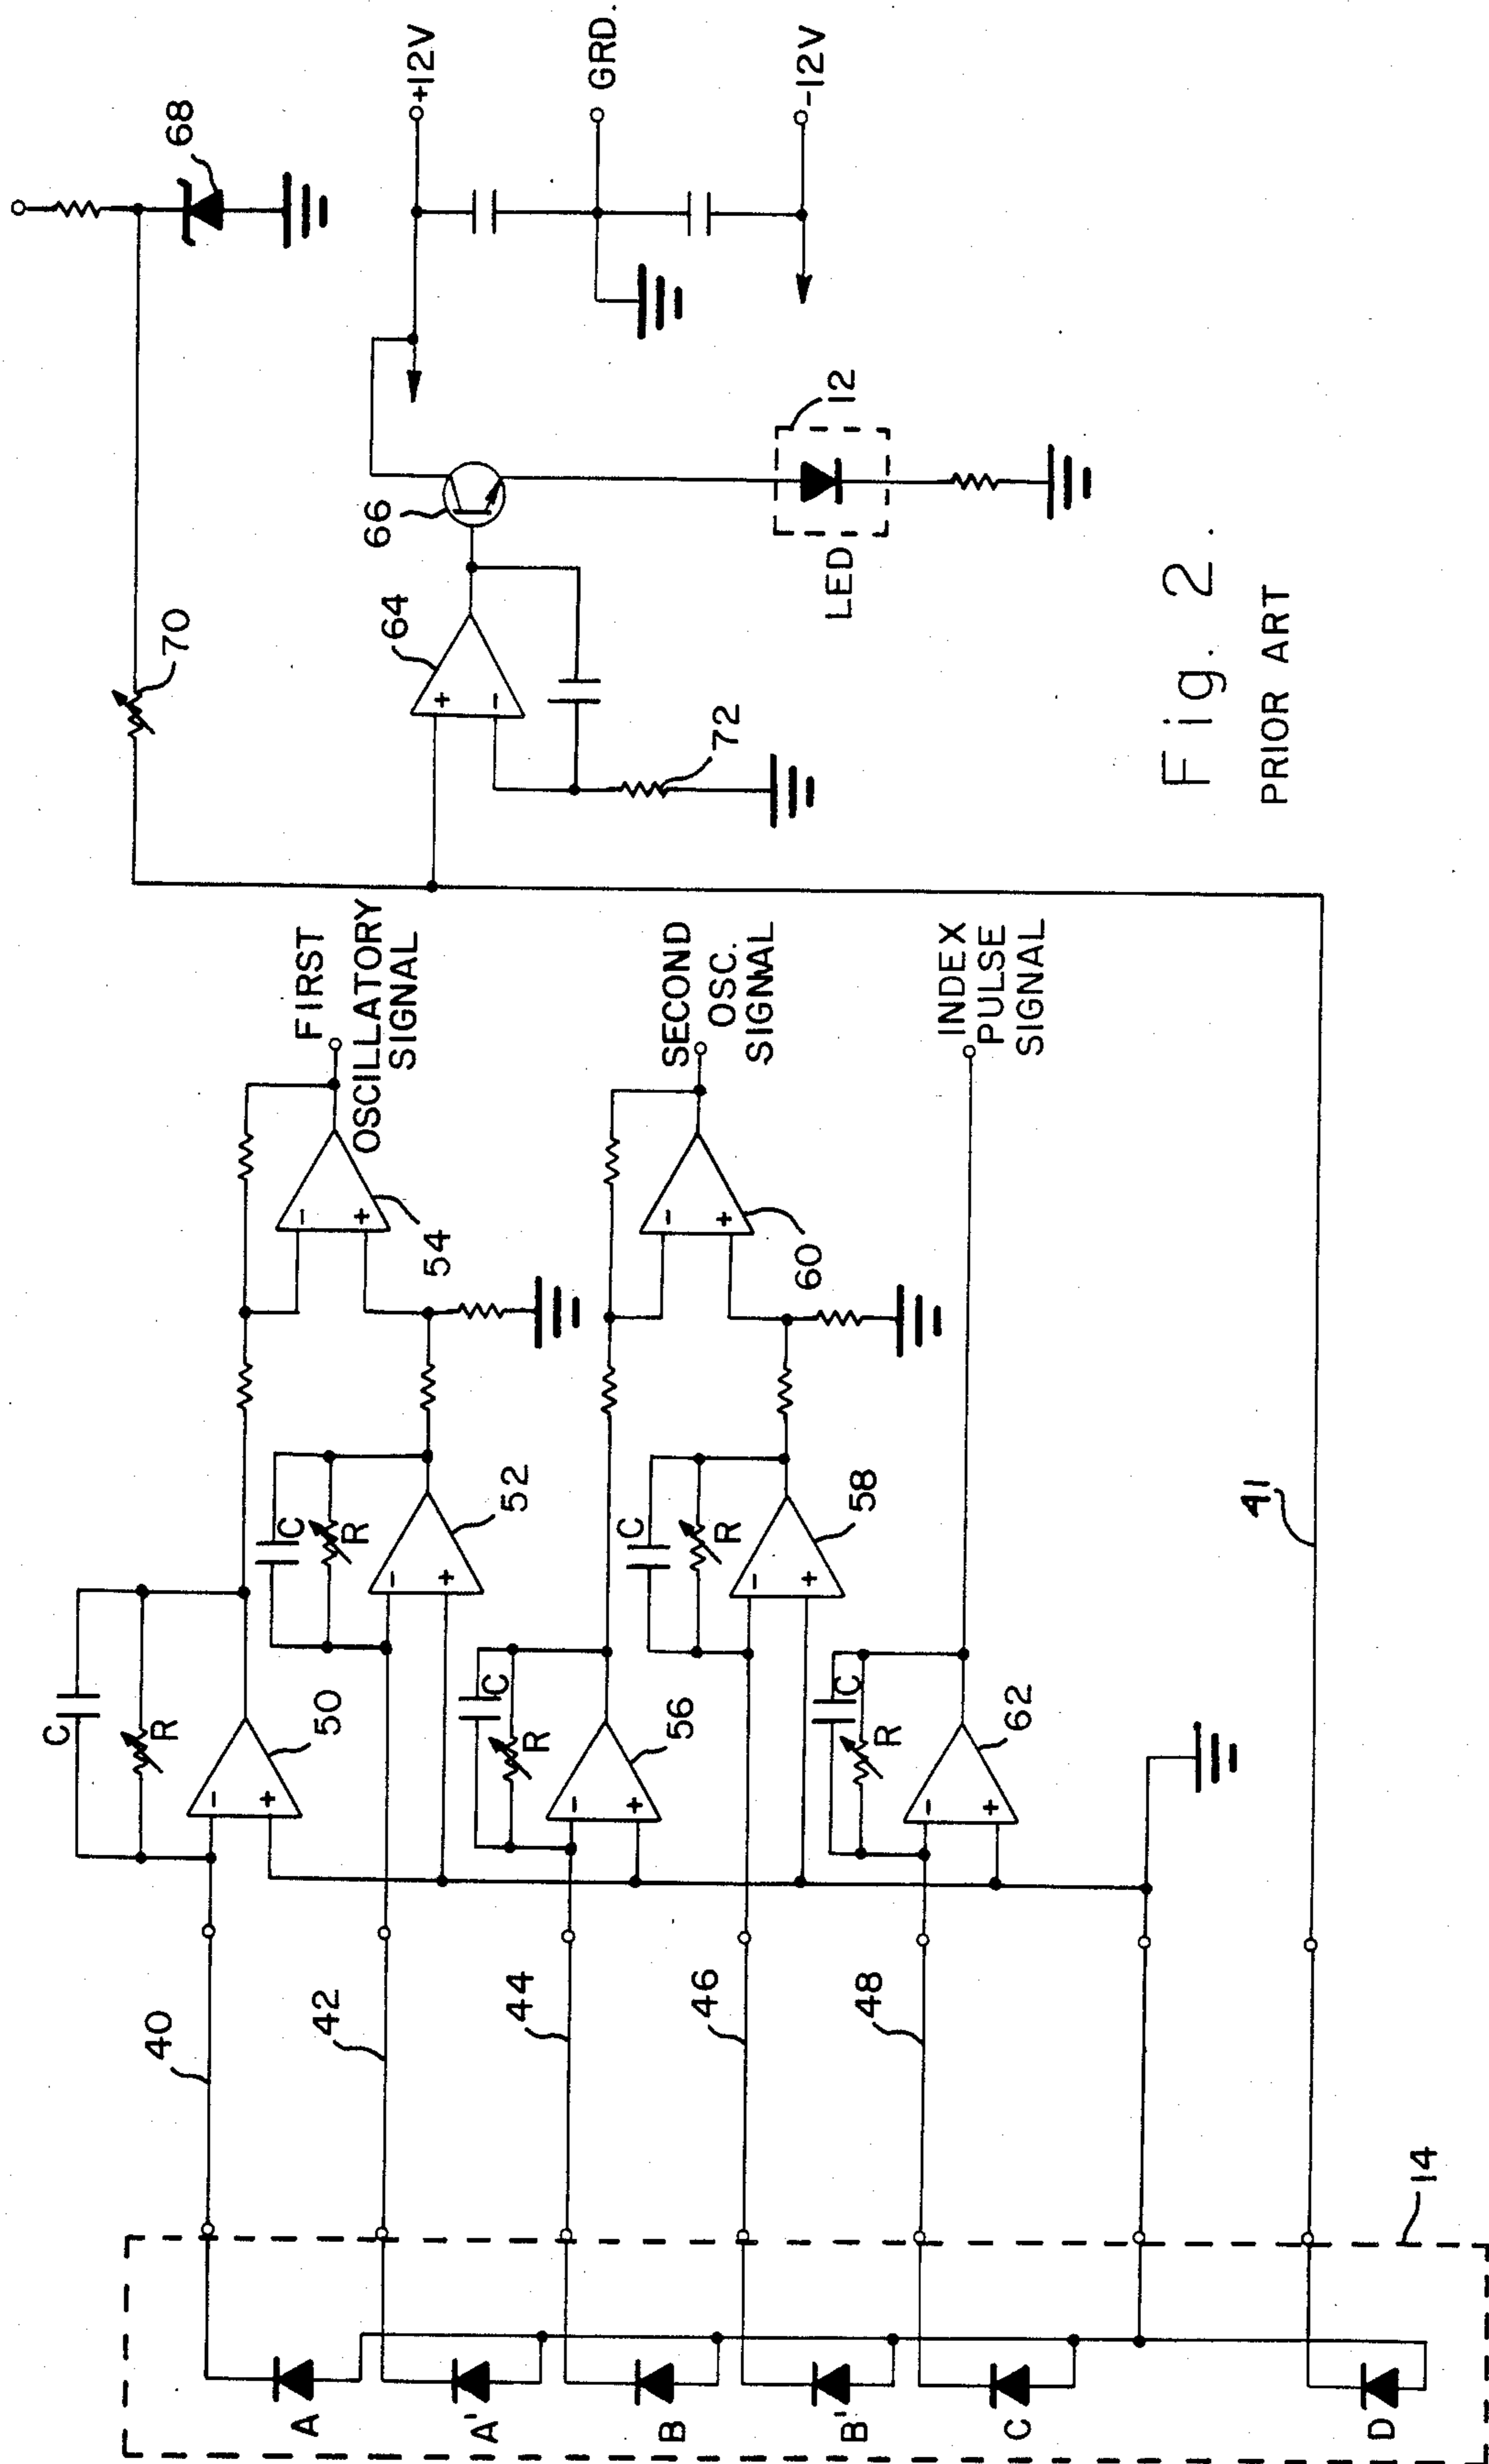 68
+12V
GRD.
-12V
70
66
64
12
LED
72
FIRST
OSCILLATORY
SIGNAL
SECOND
OSC.
SIGNAL
INDEX
PULSE
SIGNAL
C
R
-
+
50
C
R
-
+
52
-
+
54
C
R
-
+
56
C
R
-
+
58
-
+
60
C
R
-
+
62
+
-
40
42
44
46
48
41
14
A
A'
B
B'
C
D
Fig. 2.
PRIOR ART